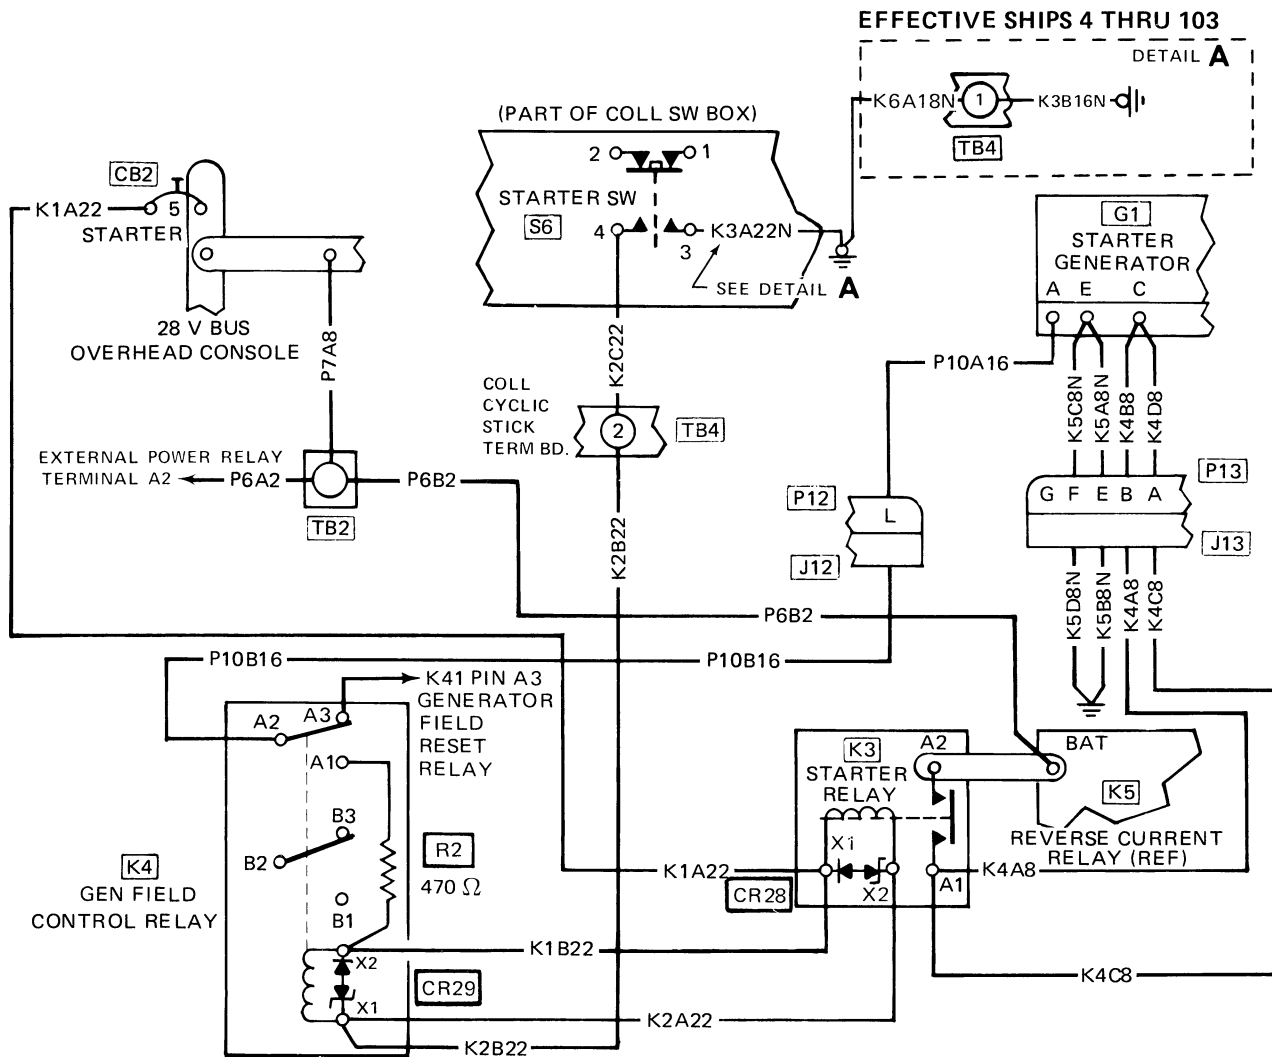 EFFECTIVE SHIPS 4 THRU 103
DETAIL A
K6A18N
1
K3B16N
TB4
(PART OF COLL SW BOX)
2
1
STARTER SW
S6
4
3
K3A22N
SEE DETAIL A
CB2
K1A22
5
STARTER
28 V BUS
OVERHEAD CONSOLE
P7A8
K2C22
COLL
CYCLIC
STICK
TERM BD.
2
TB4
G1
STARTER
GENERATOR
A E C
P10A16
K5C8N
K5A8N
K4B8
K4D8
EXTERNAL POWER RELAY
TERMINAL A2
P6A2
P6B2
TB2
P12
L
J12
P13
G F E B A
J13
K2B22
K5D8N
K5B8N
K4A8
K4C8
P6B2
P10B16
P10B16
K41 PIN A3
GENERATOR
FIELD
RESET
RELAY
A3
A2
A1
B3
B2
B1
K4
GEN FIELD
CONTROL RELAY
R2
470 Ω
X2
X1
CR29
K3
STARTER
RELAY
A2
BAT
K5
REVERSE CURRENT
RELAY (REF)
X1
X2
A1
K1A22
CR28
K4A8
K1B22
K4C8
K2A22
K2B22